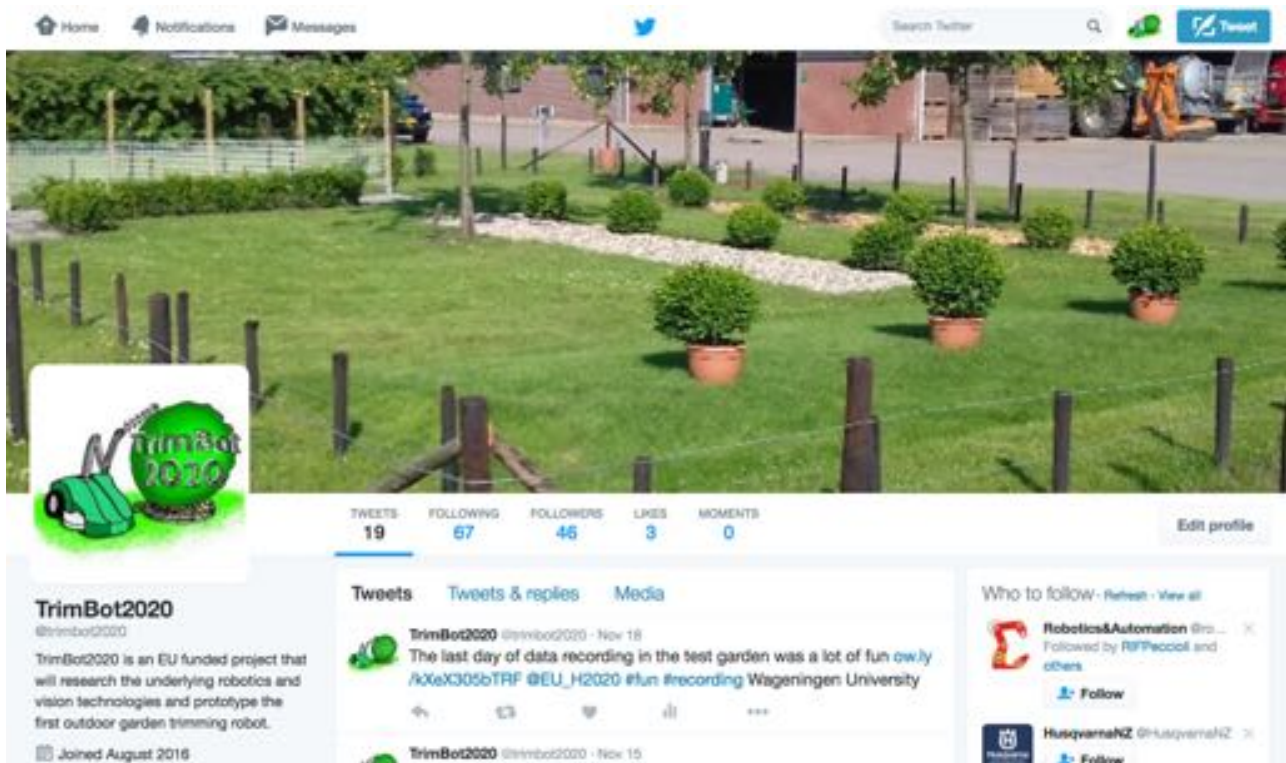 Home Notifications Messages Search Twitter Tweet
TrimBot
2020
TWEETS FOLLOWING FOLLOWERS LIKES MOMENTS
19 67 46 3 0
Edit profile
TrimBot2020
@trimbot2020
TrimBot2020 is an EU funded project that
will research the underlying robotics and
vision technologies and prototype the
first outdoor garden trimming robot.
Joined August 2016
Tweets Tweets & replies Media
TrimBot2020 @trimbot2020 · Nov 18
The last day of data recording in the test garden was a lot of fun ow.ly
/kXeX305bTRF @EU_H2020 #fun #recording Wageningen University
TrimBot2020 @trimbot2020 · Nov 15
Who to follow · Refresh · View all
Robotics&Automation @ro...
Followed by RIFPeccioli and
others
Follow
HusqvarnaNZ @HusqvarnaNZ
Follow